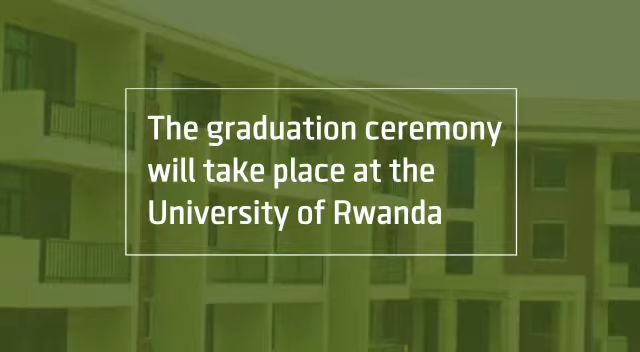 The graduation ceremony
will take place at the
University of Rwanda